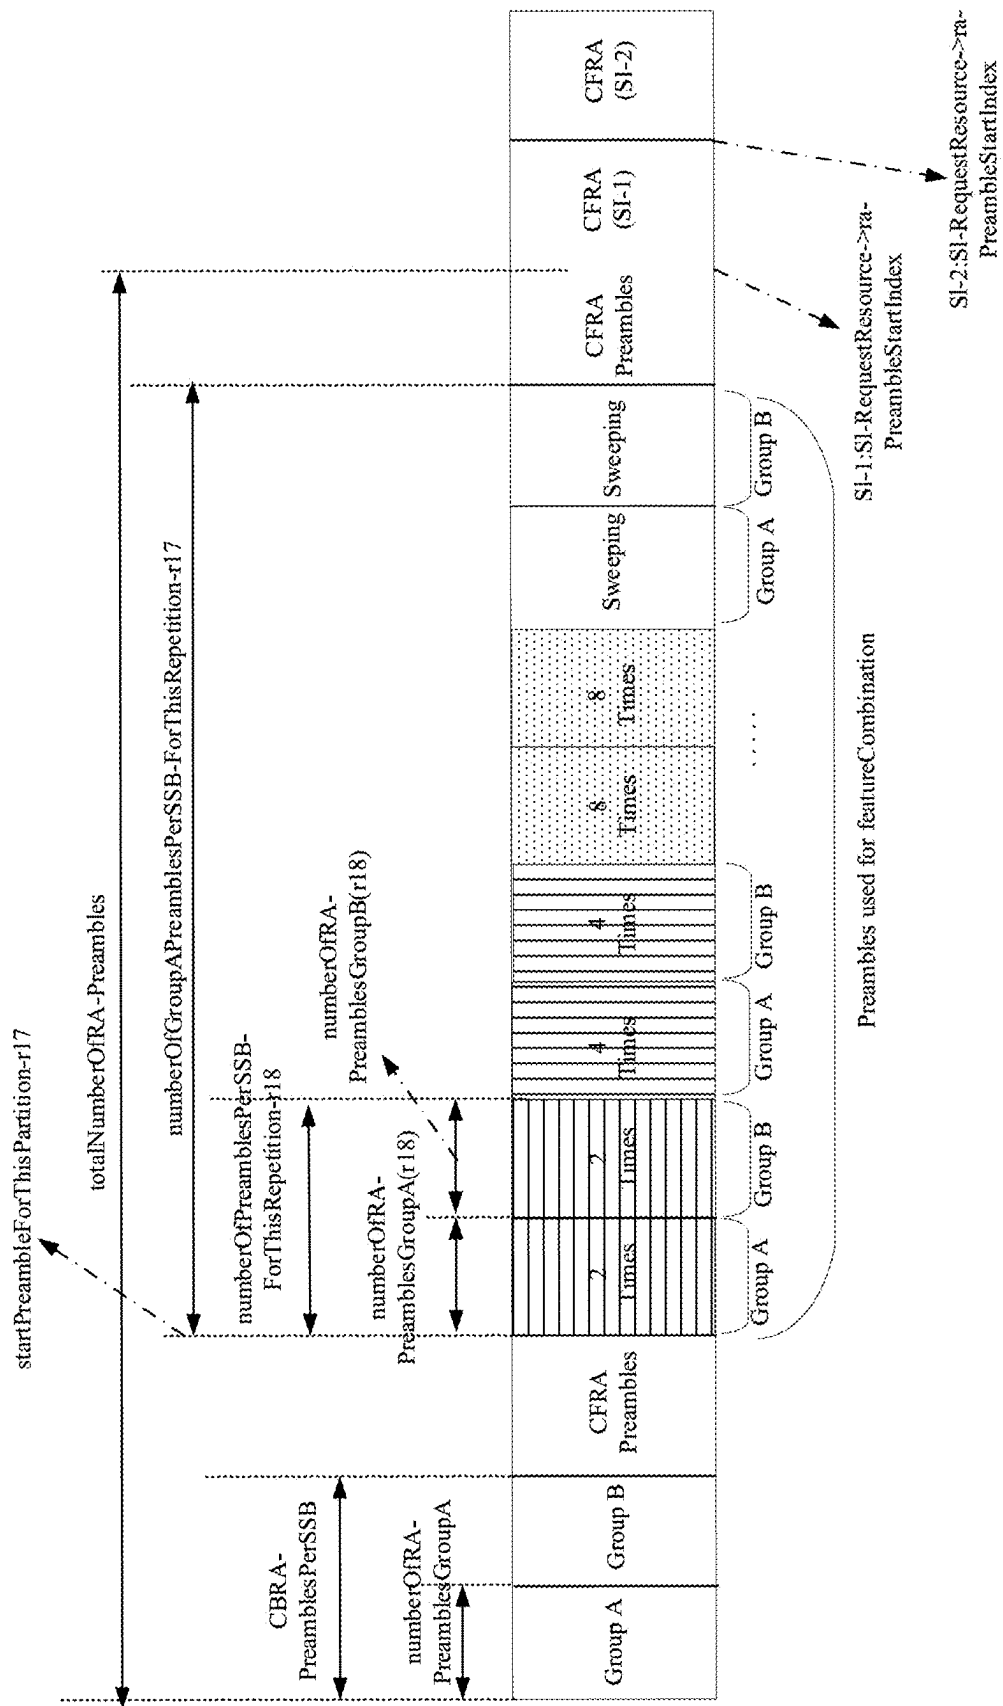 startPreambleForThisPartition-r17
totalNumberOfRA-Preambles
numberOfGroupAPreamblesPerSSB-ForThisRepetition-r17
numberOfPreamblesPerSSB-
ForThisRepetition-r18
CBRA-
PreamblesPerSSB
numberOfRA-
PreamblesGroupB(r18)
numberOfRA-
PreamblesGroupA(r18)
numberOfRA-
PreamblesGroupA
Group A
Group B
CFRA
Preambles
2
Times
2
Times
4
Times
4
Times
8
Times
8
Times
Sweeping
Sweeping
CFRA
Preambles
CFRA
(SI-1)
CFRA
(SI-2)
Group A
Group B
Group A
Group B
.....
Group A
Group B
Preambles used for featureCombination
SI-1:SI-RequestResource->ra-
PreambleStartIndex
SI-2:SI-RequestResource->ra-
PreambleStartIndex